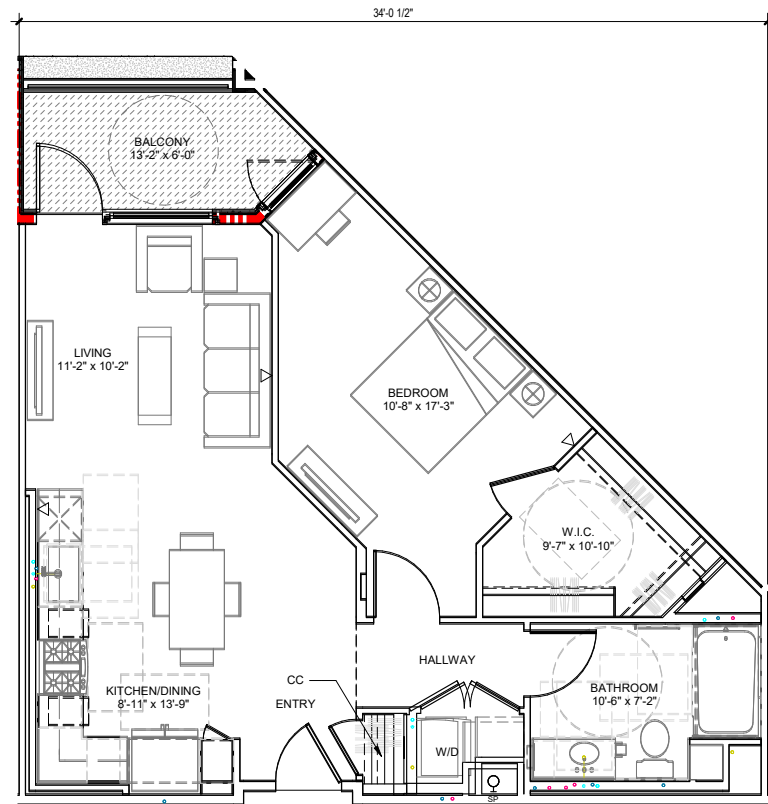 34'-0 1/2"
BALCONY
13'-2" x 6'-0"
LIVING
11'-2" x 10'-2"
BEDROOM
10'-8" x 17'-3"
W.I.C.
9'-7" x 10'-10"
HALLWAY
CC
ENTRY
KITCHEN/DINING
8'-11" x 13'-9"
BATHROOM
10'-6" x 7'-2"
W/D
SP